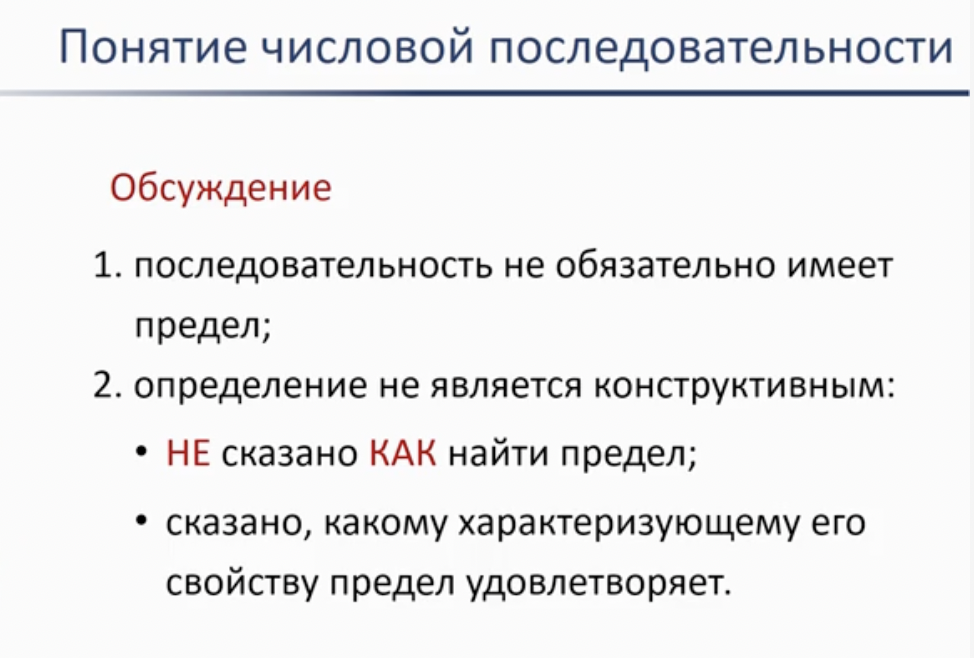 Понятие числовой последовательности
Обсуждение
1. последовательность не обязательно имеет
предел;
2. определение не является конструктивным:
• НЕ сказано КАК найти предел;
• сказано, какому характеризующему его
свойству предел удовлетворяет.